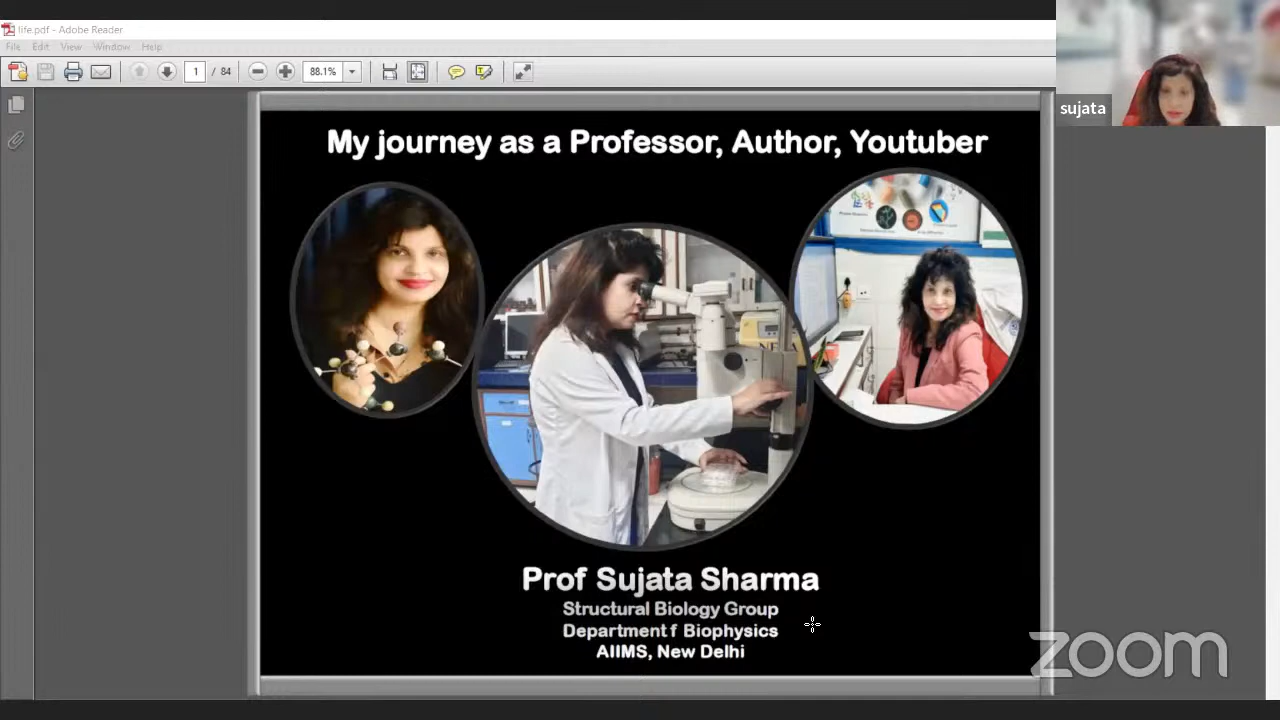 life.pdf - Adobe Reader
File Edit View Window Help
1 / 84 88.1%
sujata
My journey as a Professor, Author, Youtuber
Prof Sujata Sharma
Structural Biology Group
Department f Biophysics
AIIMS, New Delhi
zoom